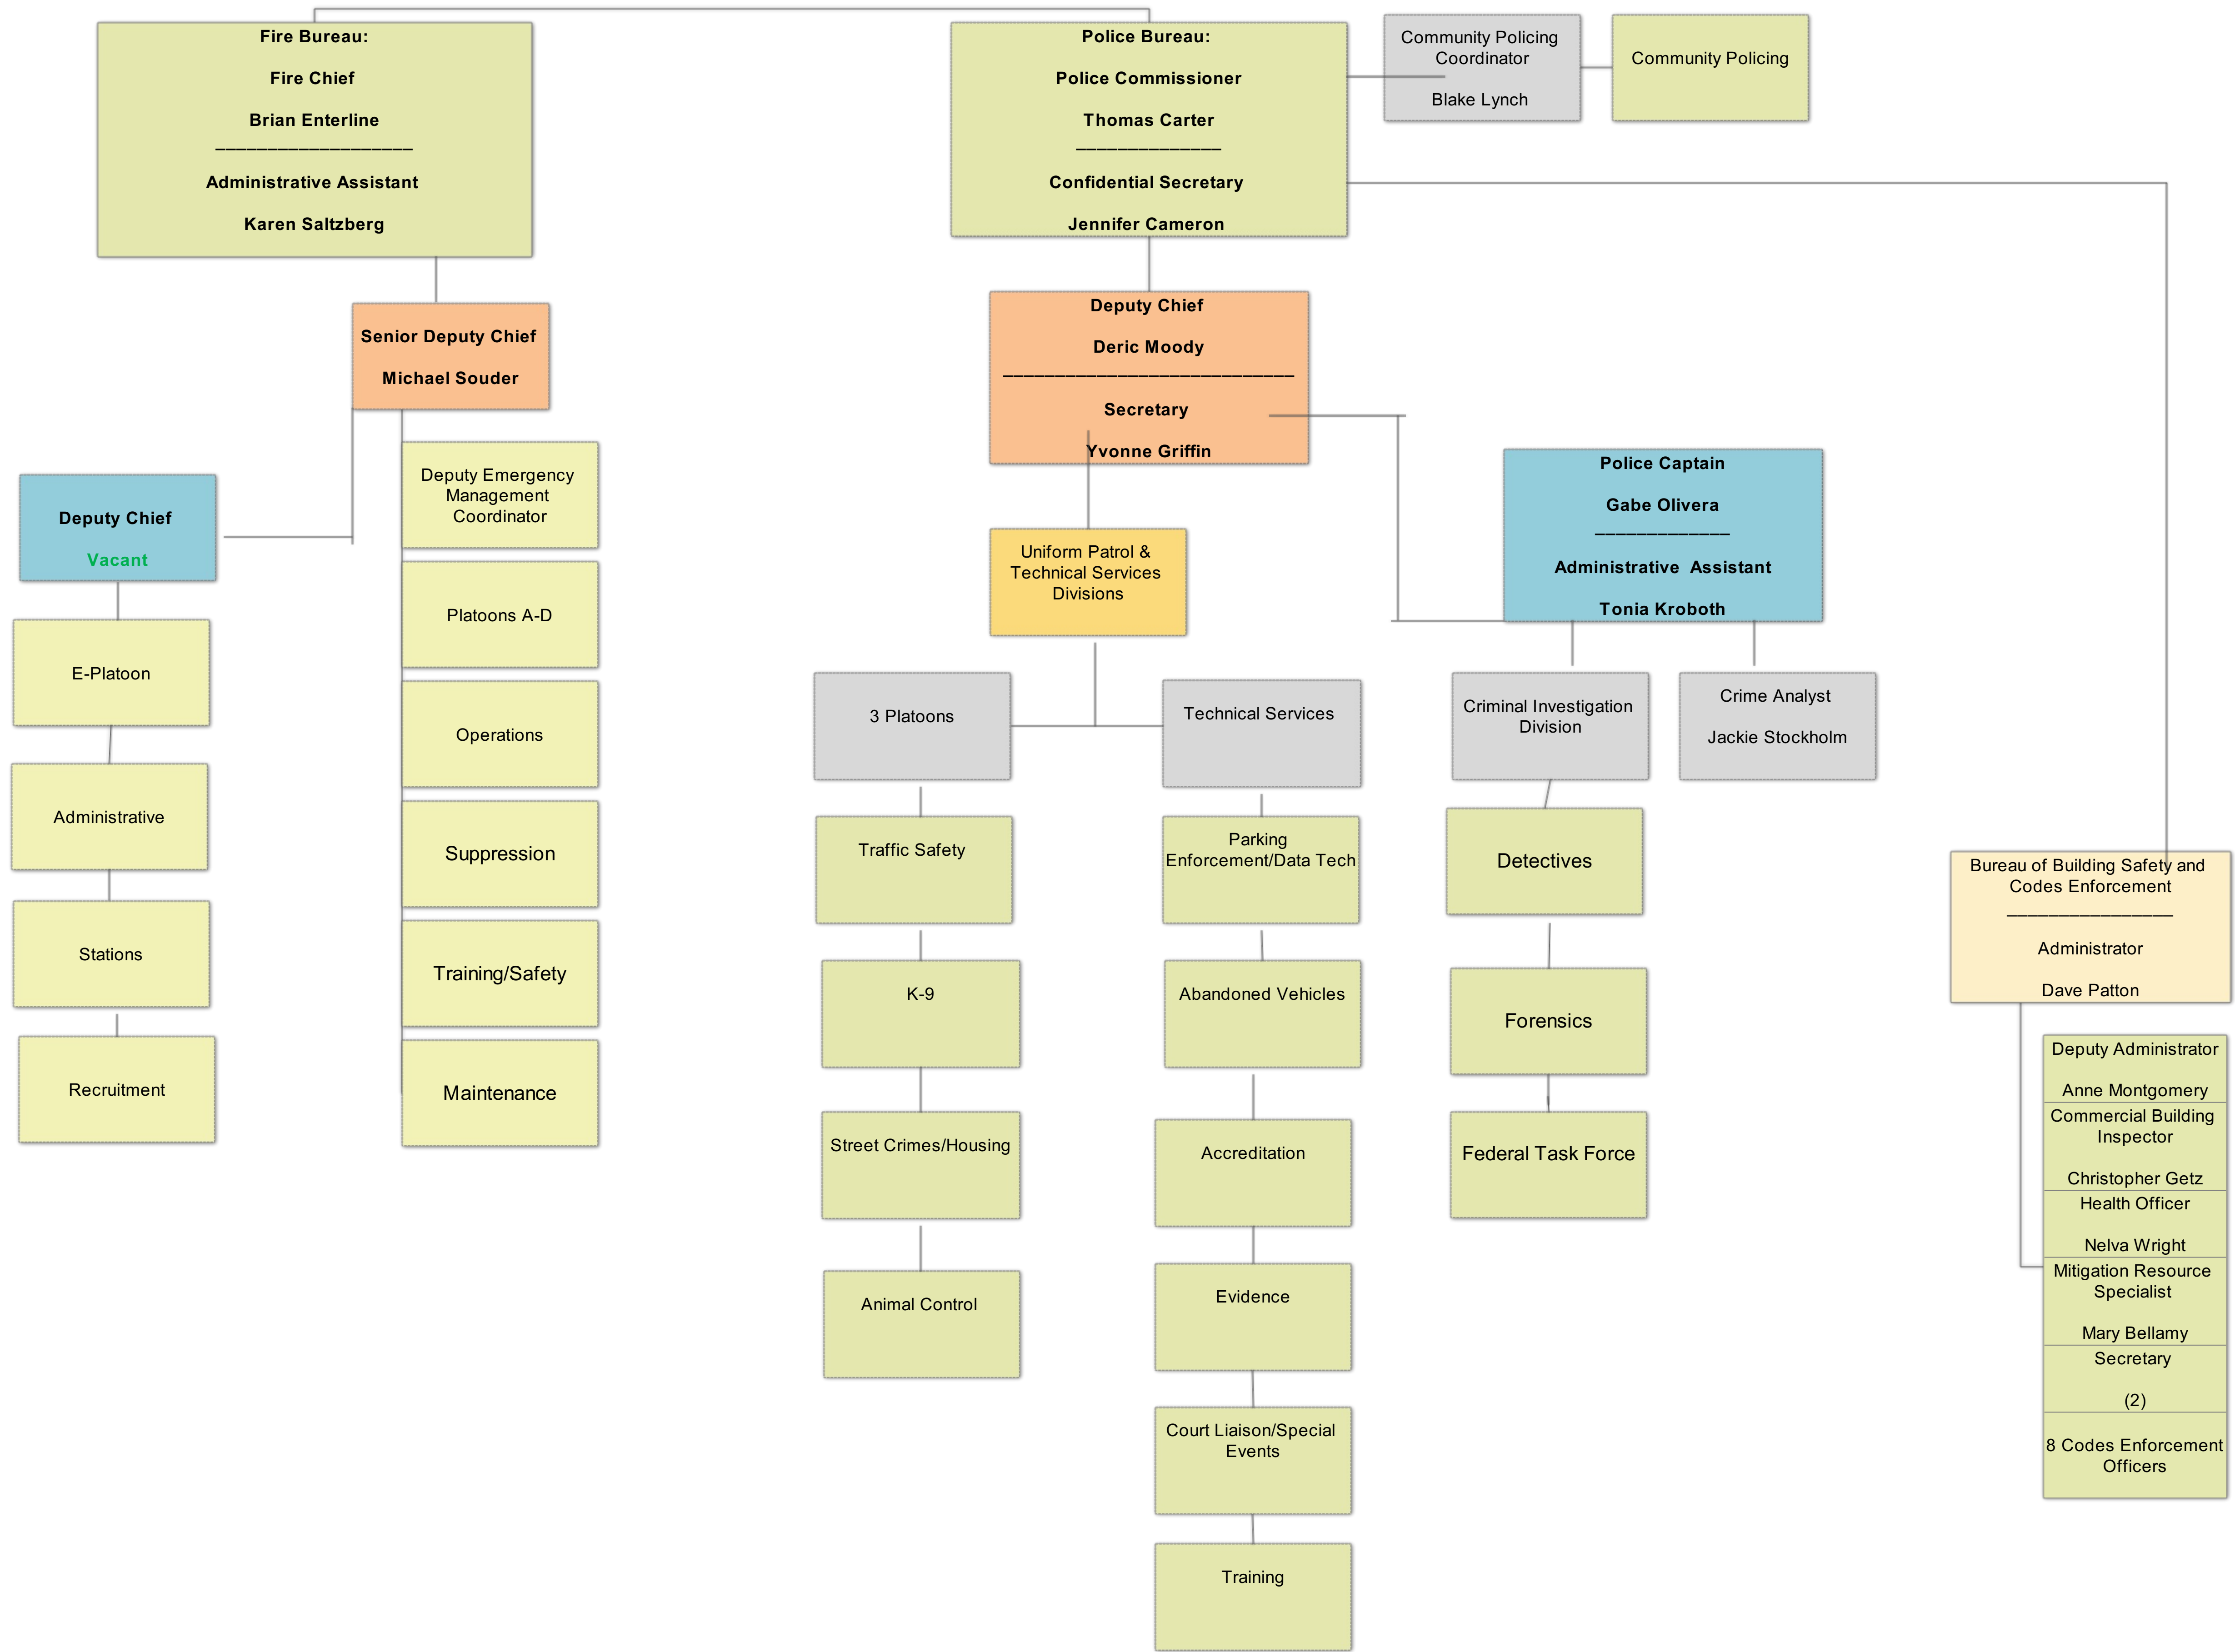 Fire Bureau:
Fire Chief
Brian Enterline
___________________
Administrative Assistant
Karen Saltzberg
Police Bureau:
Police Commissioner
Thomas Carter
______________
Confidential Secretary
Jennifer Cameron
Community Policing
Coordinator
Blake Lynch
Community Policing
Senior Deputy Chief
Michael Souder
Deputy Chief
Deric Moody
____________________________
Secretary
Yvonne Griffin
Deputy Chief
Vacant
E-Platoon
Administrative
Stations
Recruitment
Deputy Emergency
Management
Coordinator
Platoons A-D
Operations
Suppression
Training/Safety
Maintenance
Uniform Patrol &
Technical Services
Divisions
Police Captain
Gabe Olivera
_____________
Administrative  Assistant
Tonia Kroboth
3 Platoons
Traffic Safety
K-9
Street Crimes/Housing
Animal Control
Technical Services
Parking
Enforcement/Data Tech
Abandoned Vehicles
Accreditation
Evidence
Court Liaison/Special
Events
Training
Criminal Investigation
Division
Detectives
Forensics
Federal Task Force
Crime Analyst
Jackie Stockholm
Bureau of Building Safety and
Codes Enforcement
________________
Administrator
Dave Patton
Deputy Administrator
Anne Montgomery
Commercial Building
Inspector
Christopher Getz
Health Officer
Nelva Wright
Mitigation Resource
Specialist
Mary Bellamy
Secretary
(2)
8 Codes Enforcement
Officers